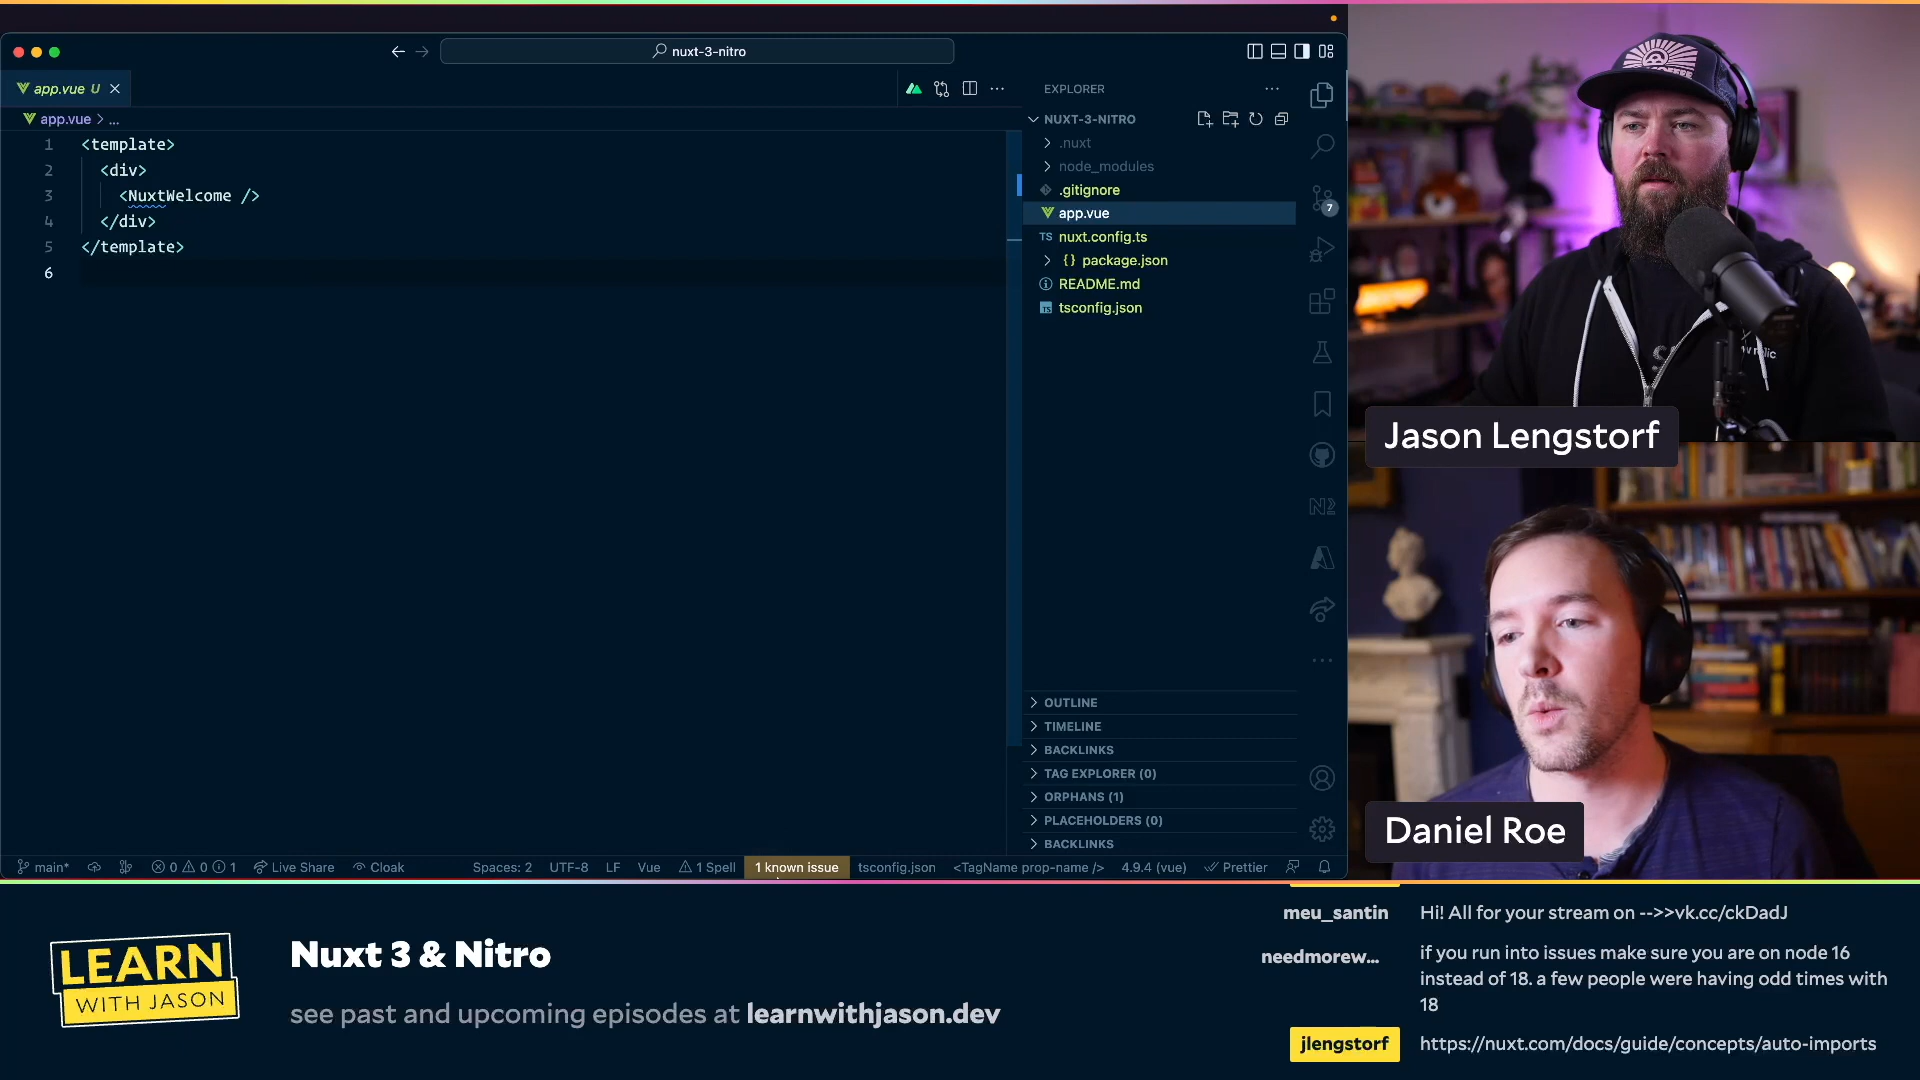 nuxt-3-nitro
app.vue U
app.vue > ...
1 <template>
2 <div>
3 <NuxtWelcome />
4 </div>
5 </template>
6
EXPLORER
NUXT-3-NITRO
.nuxt
node_modules
.gitignore
app.vue
TS nuxt.config.ts
{} package.json
README.md
tsconfig.json
7
OUTLINE
TIMELINE
BACKLINKS
TAG EXPLORER (0)
ORPHANS (1)
PLACEHOLDERS (0)
BACKLINKS
main* 0 0 1 Live Share Cloak Spaces: 2 UTF-8 LF Vue 1 Spell 1 known issue tsconfig.json <TagName prop-name /> 4.9.4 (vue) Prettier
Jason Lengstorf
Daniel Roe
LEARN
WITH JASON
Nuxt 3 & Nitro
see past and upcoming episodes at learnwithjason.dev
meu_santin Hi! All for your stream on -->>vk.cc/ckDadJ
needmorew... if you run into issues make sure you are on node 16
instead of 18. a few people were having odd times with
18
jlengstorf https://nuxt.com/docs/guide/concepts/auto-imports